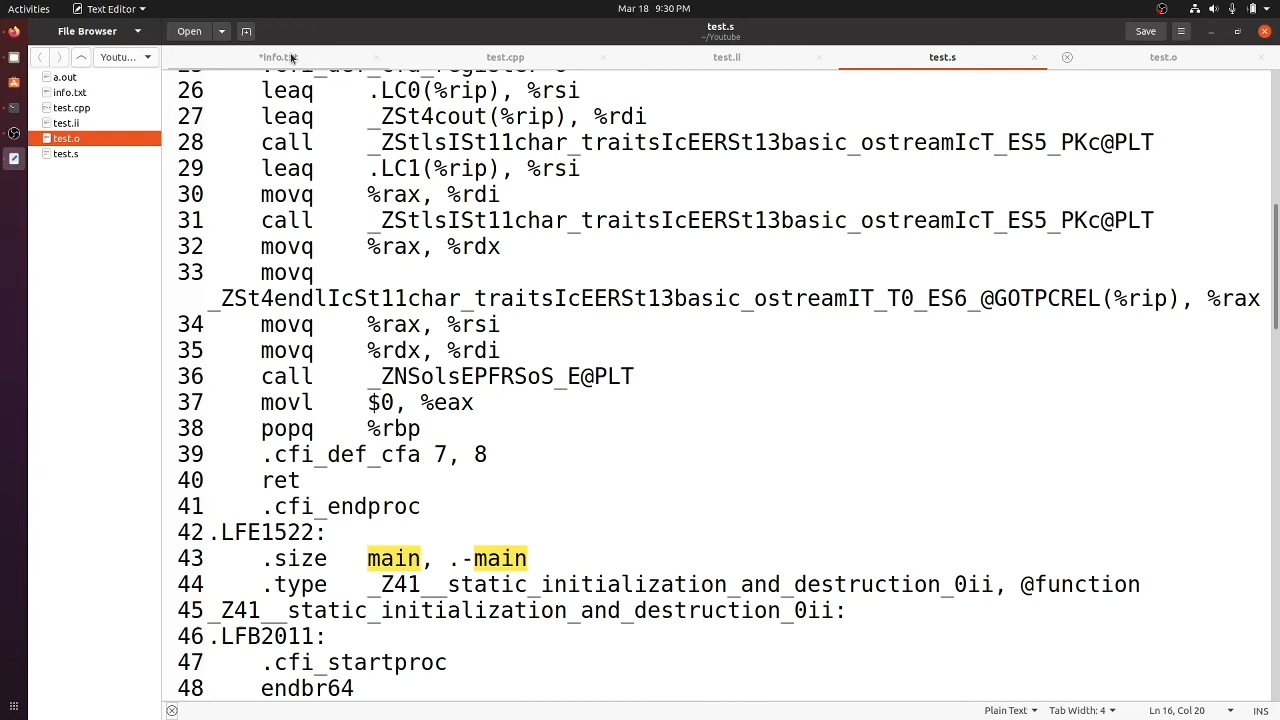 Activities
Text Editor
Mar 18 9:30 PM
File Browser
Open
test.s
~/Youtube
Save
Youtu...
*info.txt
test.cpp
test.ii
test.s
test.o
a.out
info.txt
test.cpp
test.ii
test.o
test.s
26 leaq .LC0(%rip), %rsi
27 leaq _ZSt4cout(%rip), %rdi
28 call _ZStlsISt11char_traitsIcEERSt13basic_ostreamIcT_ES5_PKc@PLT
29 leaq .LC1(%rip), %rsi
30 movq %rax, %rdi
31 call _ZStlsISt11char_traitsIcEERSt13basic_ostreamIcT_ES5_PKc@PLT
32 movq %rax, %rdx
33 movq
_ZSt4endlIcSt11char_traitsIcEERSt13basic_ostreamIT_T0_ES6_@GOTPCREL(%rip), %rax
34 movq %rax, %rsi
35 movq %rdx, %rdi
36 call _ZNSolsEPFRSoS_E@PLT
37 movl $0, %eax
38 popq %rbp
39 .cfi_def_cfa 7, 8
40 ret
41 .cfi_endproc
42 .LFE1522:
43 .size main, .-main
44 .type _Z41__static_initialization_and_destruction_0ii, @function
45 _Z41__static_initialization_and_destruction_0ii:
46 .LFB2011:
47 .cfi_startproc
48 endbr64
Plain Text
Tab Width: 4
Ln 16, Col 20
INS